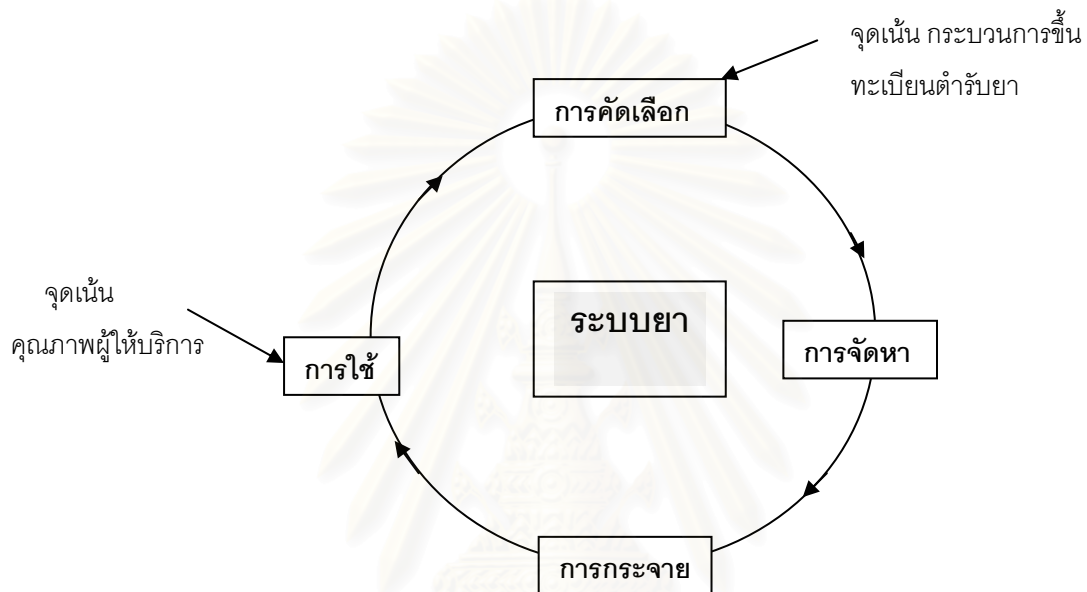 จุดเน้น กระบวนการขึ้น
ทะเบียนตำรับยา
การคัดเลือก
จุดเน้น
คุณภาพผู้ให้บริการ
ระบบยา
การจัดหา
การใช้
การกระจาย